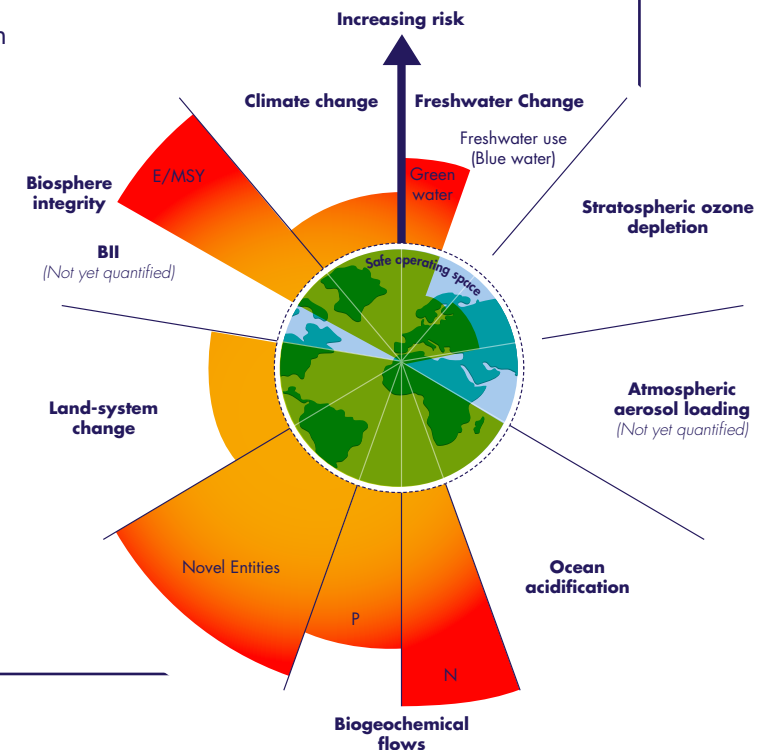 n
Increasing risk
Climate change
Freshwater Change
Freshwater use
(Blue water)
Green
water
E/MSY
Biosphere
integrity
BII
(Not yet quantified)
Stratospheric ozone
depletion
Safe operating space
Land-system
change
Atmospheric
aerosol loading
(Not yet quantified)
Novel Entities
P
N
Ocean
acidification
Biogeochemical
flows